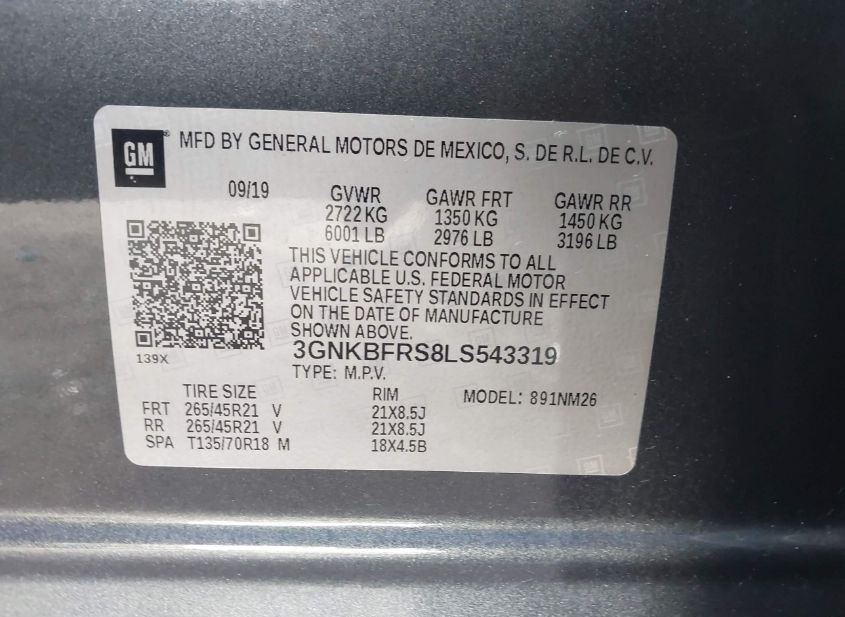 GM ® MFD BY GENERAL MOTORS DE MEXICO, S. DE R.L. DE C.V.
09/19 GVWR GAWR FRT GAWR RR
2722 KG 1350 KG 1450 KG
6001 LB 2976 LB 3196 LB
THIS VEHICLE CONFORMS TO ALL
APPLICABLE U.S. FEDERAL MOTOR
VEHICLE SAFETY STANDARDS IN EFFECT
ON THE DATE OF MANUFACTURE
SHOWN ABOVE.
139X
3GNKBFRS8LS543319
TYPE: M.P.V.
TIRE SIZE RIM MODEL: 891NM26
FRT 265/45R21 V 21X8.5J
RR 265/45R21 V 21X8.5J
SPA T135/70R18 M 18X4.5B